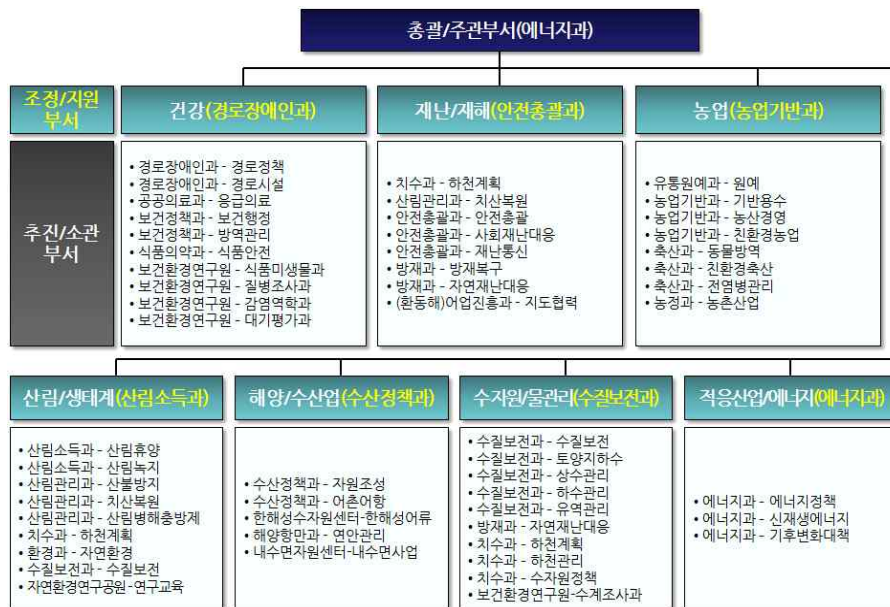 총괄/주관부서(에너지과)
조정/지원
부서
건강(경로장애인과)
재난/재해(안전총괄과)
농업(농업기반과)
추진/소관
부서
• 경로장애인과 - 경로정책
• 경로장애인과 - 경로시설
• 공공의료과 - 응급의료
• 보건정책과 - 보건행정
• 보건정책과 - 방역관리
• 식품의약과 - 식품안전
• 보건환경연구원 - 식품미생물과
• 보건환경연구원 - 질병조사과
• 보건환경연구원 - 감염역학과
• 보건환경연구원 - 대기평가과
• 치수과 - 하천계획
• 산림관리과 - 치산복원
• 안전총괄과 - 안전총괄
• 안전총괄과 - 사회재난대응
• 안전총괄과 - 재난통신
• 방재과 - 방재복구
• 방재과 - 자연재난대응
• (환동해)어업진흥과 - 지도협력
• 유통원예과 - 원예
• 농업기반과 - 기반용수
• 농업기반과 - 농산경영
• 농업기반과 - 친환경농업
• 축산과 - 동물방역
• 축산과 - 친환경축산
• 축산과 - 전염병관리
• 농정과 - 농촌산업
산림/생태계(산림소득과)
해양/수산업(수산정책과)
수자원/물관리(수질보전과)
적응산업/에너지(에너지과)
• 산림소득과 - 산림휴양
• 산림소득과 - 산림녹지
• 산림관리과 - 산불방지
• 산림관리과 - 치산복원
• 산림관리과 - 산림병해충방제
• 치수과 - 하천계획
• 환경과 - 자연환경
• 수질보전과 - 수질보전
• 자연환경연구공원-연구교육
• 수산정책과 - 자원조성
• 수산정책과 - 어촌어항
• 한해성수자원센터-한해성어류
• 해양항만과 - 연안관리
• 내수면자원센터-내수면사업
• 수질보전과 - 수질보전
• 수질보전과 - 토양지하수
• 수질보전과 - 상수관리
• 수질보전과 - 하수관리
• 수질보전과 - 유역관리
• 방재과 - 자연재난대응
• 치수과 - 하천계획
• 치수과 - 하천관리
• 치수과 - 수자원정책
• 보건환경연구원-수계조사과
• 에너지과 - 에너지정책
• 에너지과 - 신재생에너지
• 에너지과 - 기후변화대책